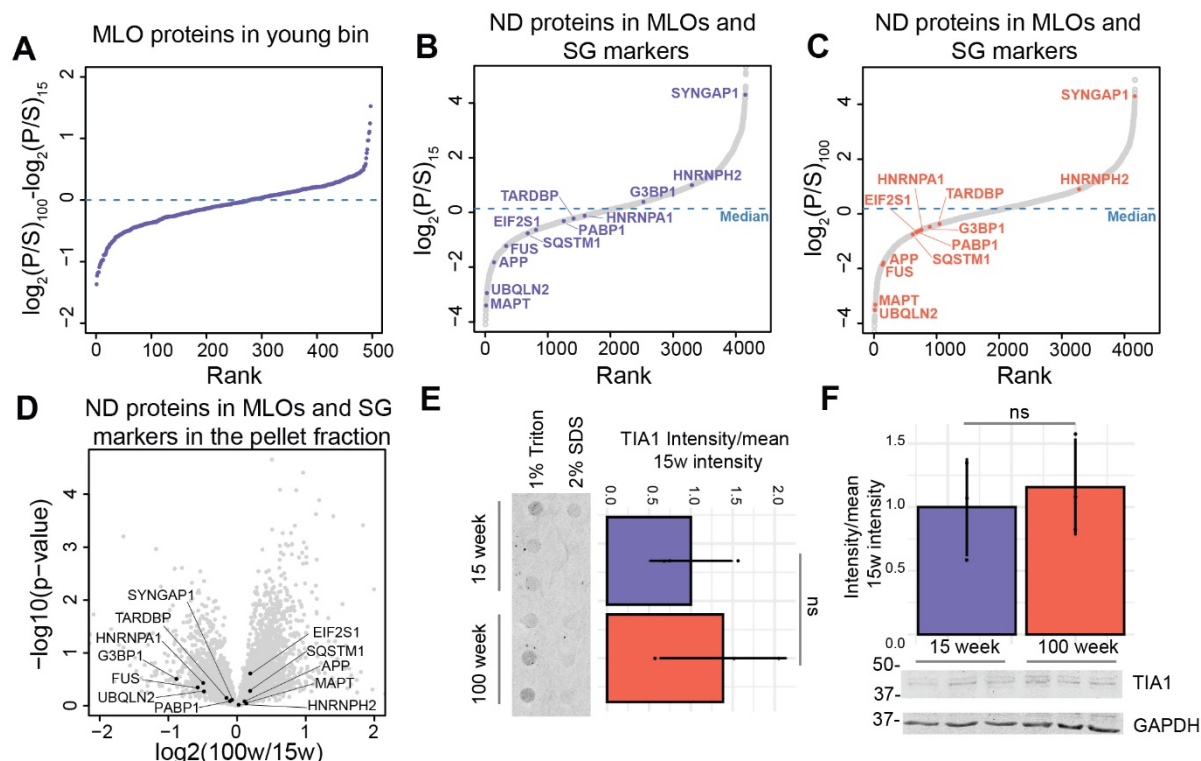 A
MLO proteins in young bin
log2(P/S)100-log2(P/S)15
2
1
0
−1
−2
0
100
200
300
400
500
Rank
B
ND proteins in MLOs and
SG markers
log2(P/S)15
4
2
0
−2
−4
SYNGAP1
HNRNPH2
TARDBP
G3BP1
EIF2S1
HNRNPA1
Median
PABP1
FUS
SQSTM1
APP
UBQLN2
MAPT
0
1000
2000
3000
4000
Rank
C
ND proteins in MLOs and
SG markers
log2(P/S)100
4
2
0
−2
−4
SYNGAP1
HNRNPH2
HNRNPA1
TARDBP
EIF2S1
Median
G3BP1
PABP1
APP
SQSTM1
FUS
MAPT
UBQLN2
0
1000
2000
3000
4000
Rank
D
ND proteins in MLOs and SG
markers in the pellet fraction
−log10(p−value)
4
3
2
1
0
SYNGAP1
TARDBP
HNRNPA1
G3BP1
FUS
UBQLN2
PABP1
EIF2S1
SQSTM1
APP
MAPT
HNRNPH2
−2
−1
0
1
2
log2(100w/15w)
E
1% Triton
2% SDS
15 week
100 week
TIA1 Intensity/mean
15w intensity
0.0
0.5
1.0
1.5
2.0
ns
F
ns
Intensity/mean
15w intensity
1.5
1.0
0.5
0.0
15 week
100 week
50-
37-
TIA1
37-
GAPDH